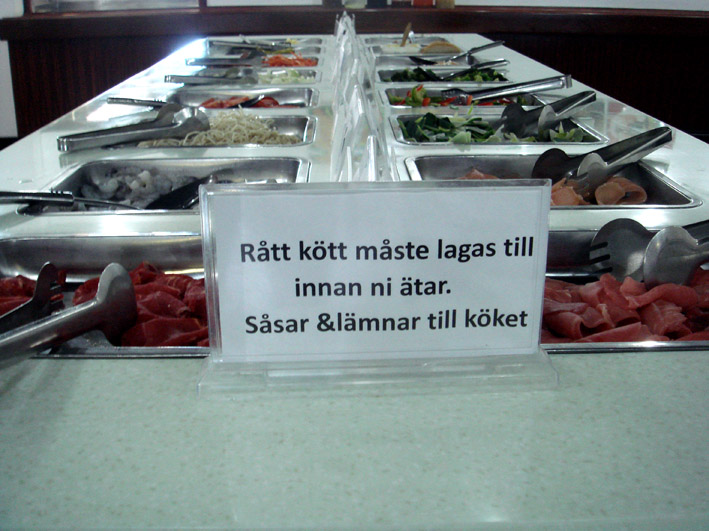 Rått kött måste lagas till
innan ni ätar.
Såsar &lämnar till köket